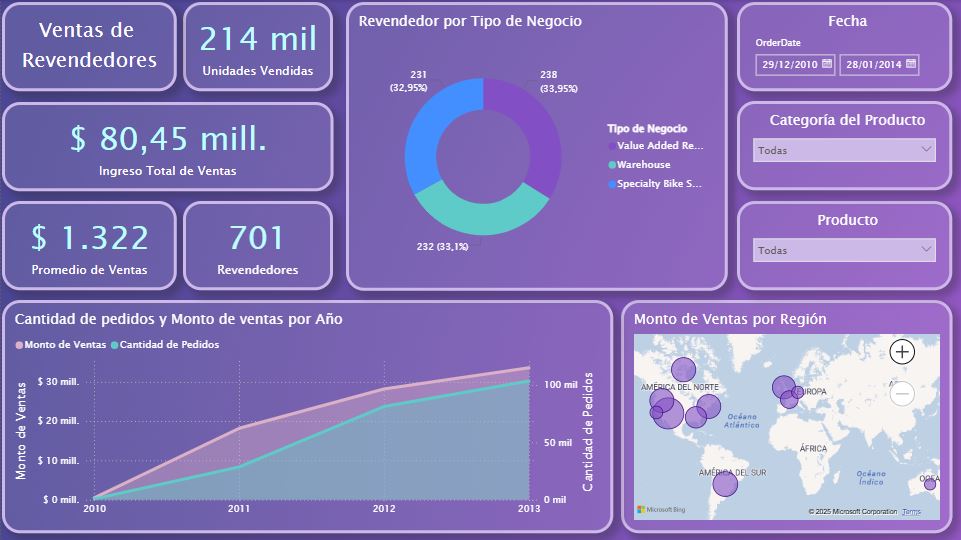 Ventas de
Revendedores
214 mil
Unidades Vendidas
$ 80,45 mill.
Ingreso Total de Ventas
$ 1.322
Promedio de Ventas
701
Revendedores
Revendedor por Tipo de Negocio
231
(32,95%)
238
(33,95%)
232 (33,1%)
Tipo de Negocio
Value Added Re...
Warehouse
Specialty Bike S...
Fecha
OrderDate
29/12/2010
28/01/2014
Categoría del Producto
Todas
Producto
Todas
Cantidad de pedidos y Monto de ventas por Año
Monto de Ventas
Cantidad de Pedidos
Monto de Ventas
$ 30 mill.
$ 20 mill.
$ 10 mill.
$ 0 mill.
100 mil
50 mil
0 mil
Cantidad de Pedidos
2010
2011
2012
2013
Monto de Ventas por Región
AMÉRICA DEL NORTE
Océano
Atlántico
ÁFRICA
AMÉRICA DEL SUR
Océano
Índico
Microsoft Bing
© 2025 Microsoft Corporation
Terms